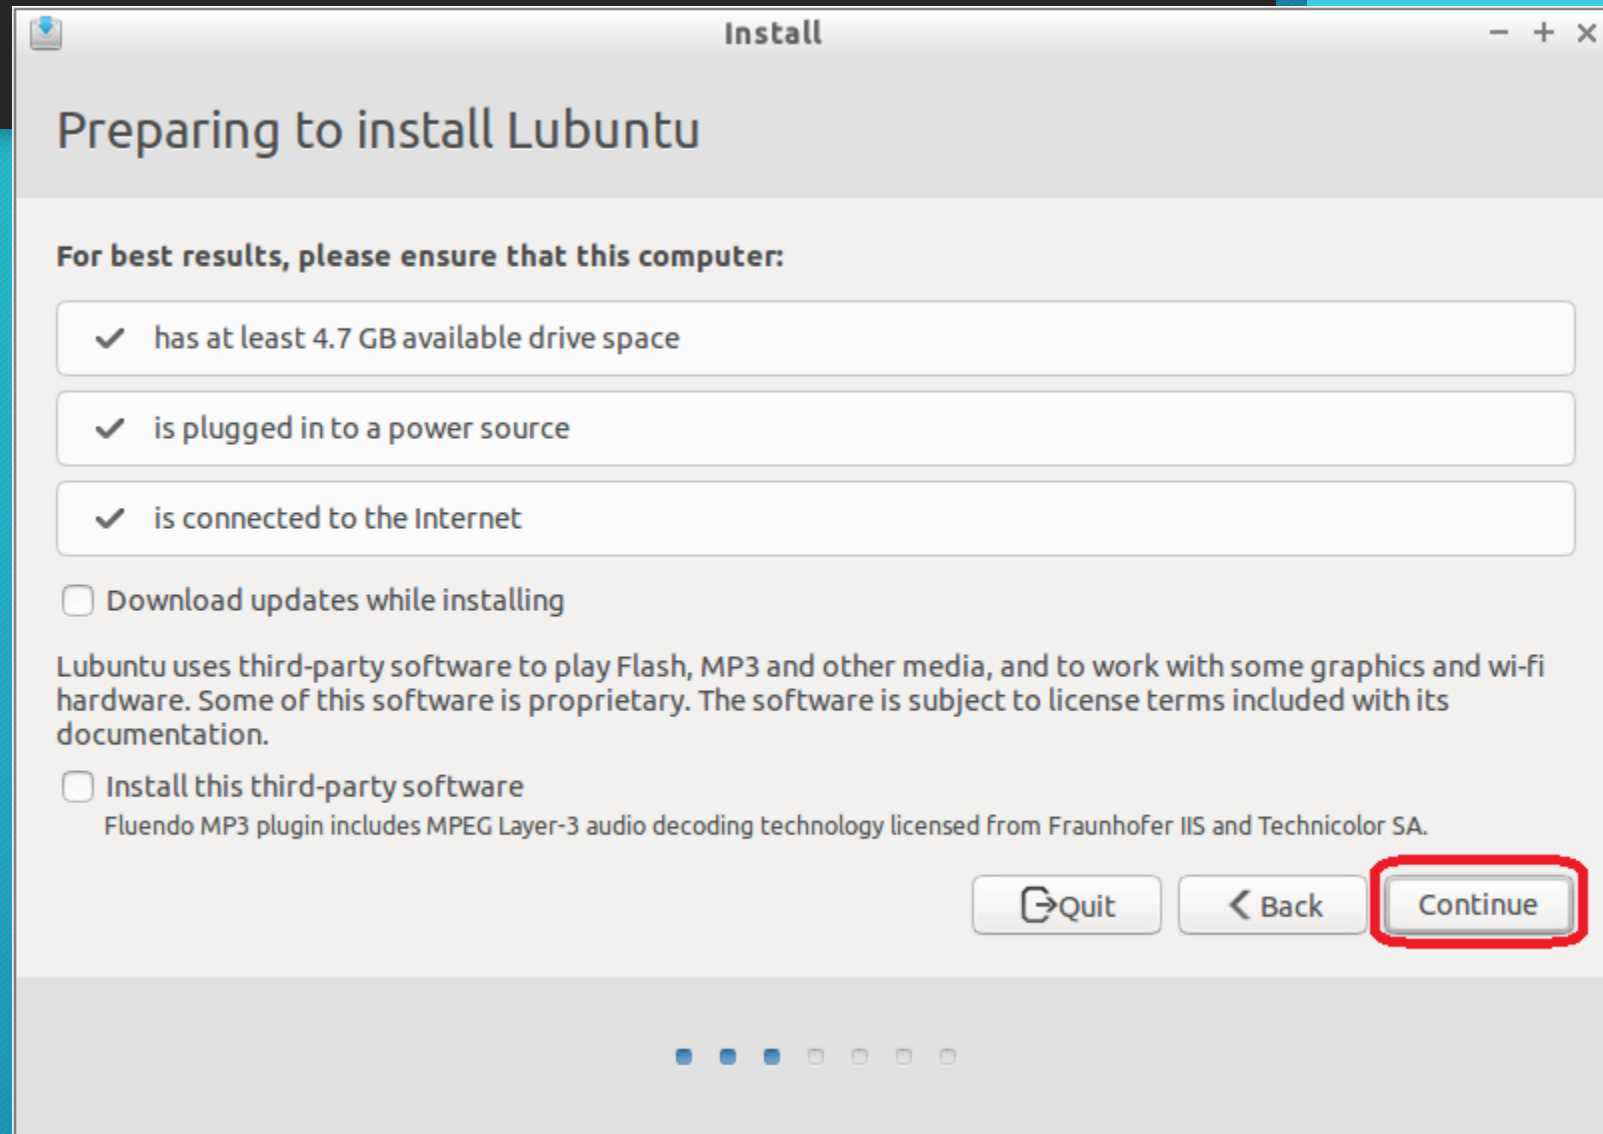 Install
Preparing to install Lubuntu
For best results, please ensure that this computer:
has at least 4.7 GB available drive space
is plugged in to a power source
is connected to the Internet
Download updates while installing
Lubuntu uses third-party software to play Flash, MP3 and other media, and to work with some graphics and wi-fi
hardware. Some of this software is proprietary. The software is subject to license terms included with its
documentation.
Install this third-party software
Fluendo MP3 plugin includes MPEG Layer-3 audio decoding technology licensed from Fraunhofer IIS and Technicolor SA.
Quit Back Continue